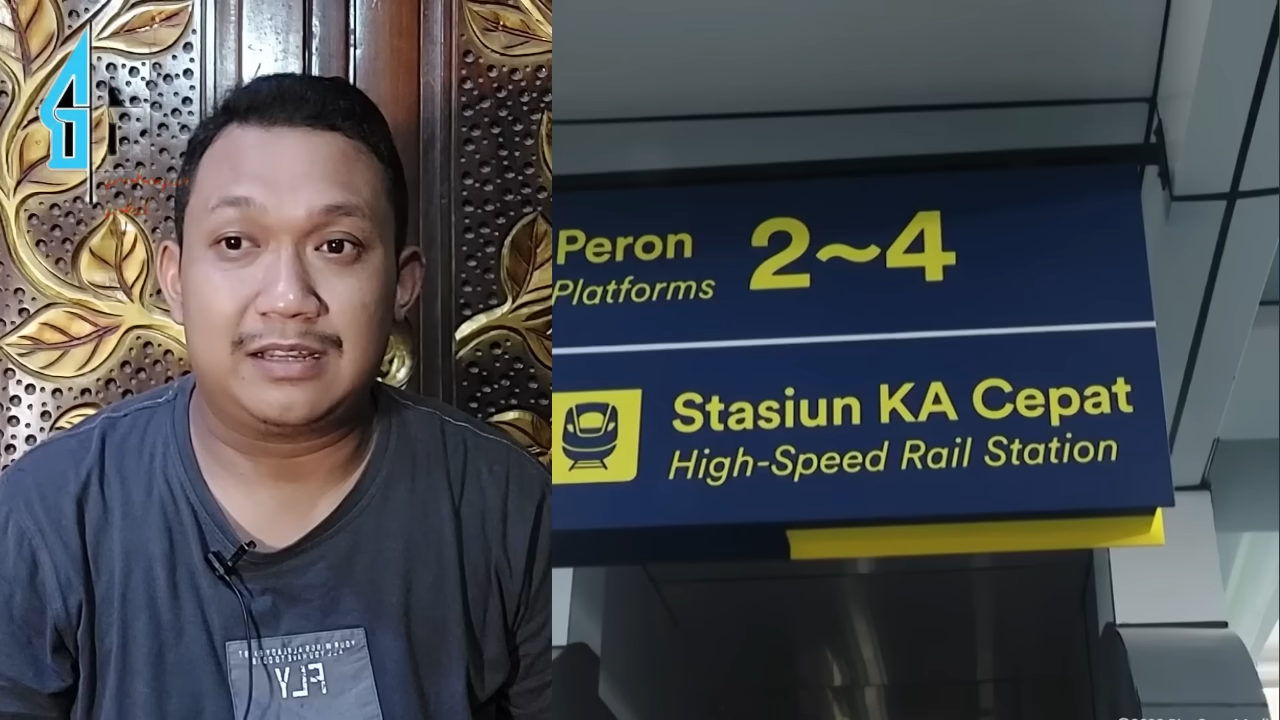 Peron
Platforms
2~4
Stasiun KA Cepat
High-Speed Rail Station
FLY